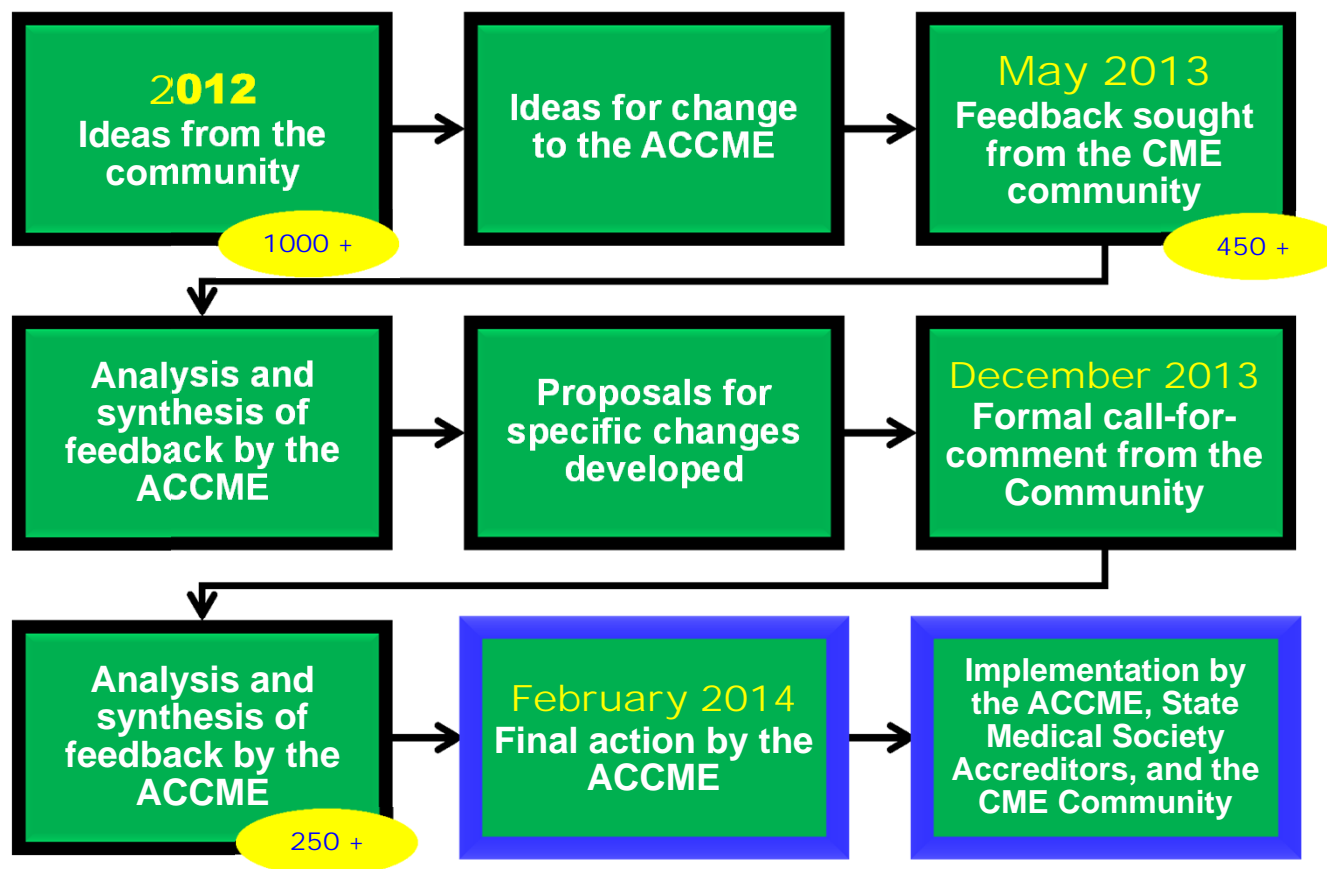 2012
Ideas from the
community
1000 +
Ideas for change
to the ACCME
May 2013
Feedback sought
from the CME
community
450 +
Analysis and
synthesis of
feedback by the
ACCME
Proposals for
specific changes
developed
December 2013
Formal call-for-
comment from the
Community
Analysis and
synthesis of
feedback by the
ACCME
250 +
February 2014
Final action by the
ACCME
Implementation by
the ACCME, State
Medical Society
Accreditors, and the
CME Community